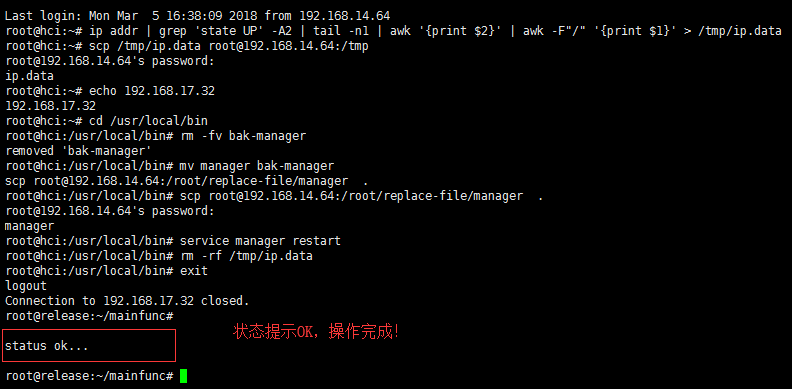 Last login: Mon Mar  5 16:38:09 2018 from 192.168.14.64
root@hci:~# ip addr | grep 'state UP' -A2 | tail -n1 | awk '{print $2}' | awk -F"/" '{print $1}' > /tmp/ip.data
root@hci:~# scp /tmp/ip.data root@192.168.14.64:/tmp
root@192.168.14.64's password:
ip.data
root@hci:~# echo 192.168.17.32
192.168.17.32
root@hci:~# cd /usr/local/bin
root@hci:/usr/local/bin# rm -fv bak-manager
removed 'bak-manager'
root@hci:/usr/local/bin# mv manager bak-manager
scp root@192.168.14.64:/root/replace-file/manager  .
root@hci:/usr/local/bin# scp root@192.168.14.64:/root/replace-file/manager  .
root@192.168.14.64's password:
manager
root@hci:/usr/local/bin# service manager restart
root@hci:/usr/local/bin# rm -rf /tmp/ip.data
root@hci:/usr/local/bin# exit
logout
Connection to 192.168.17.32 closed.
root@release:~/mainfunc#
状态提示OK，操作完成！
status ok...
root@release:~/mainfunc#